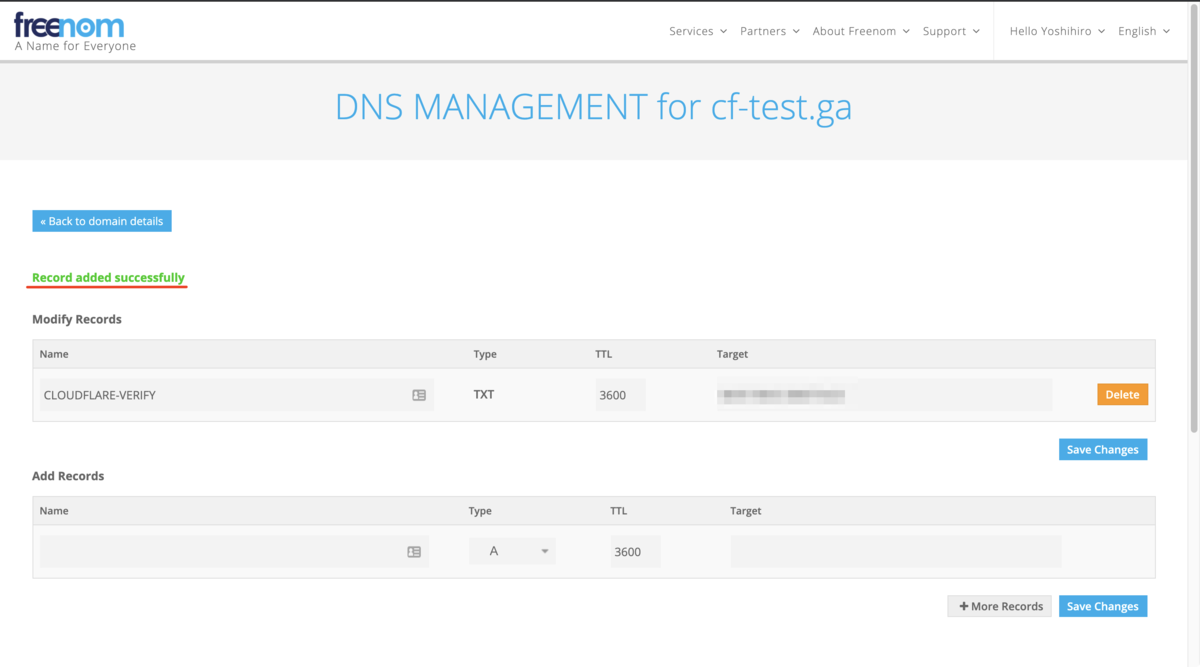 freenom
A Name for Everyone
Services Partners About Freenom Support Hello Yoshihiro English
DNS MANAGEMENT for cf-test.ga
« Back to domain details
Record added successfully
Modify Records
Name Type TTL Target
CLOUDFLARE-VERIFY TXT 3600 Delete
Save Changes
Add Records
Name Type TTL Target
A 3600
+ More Records Save Changes